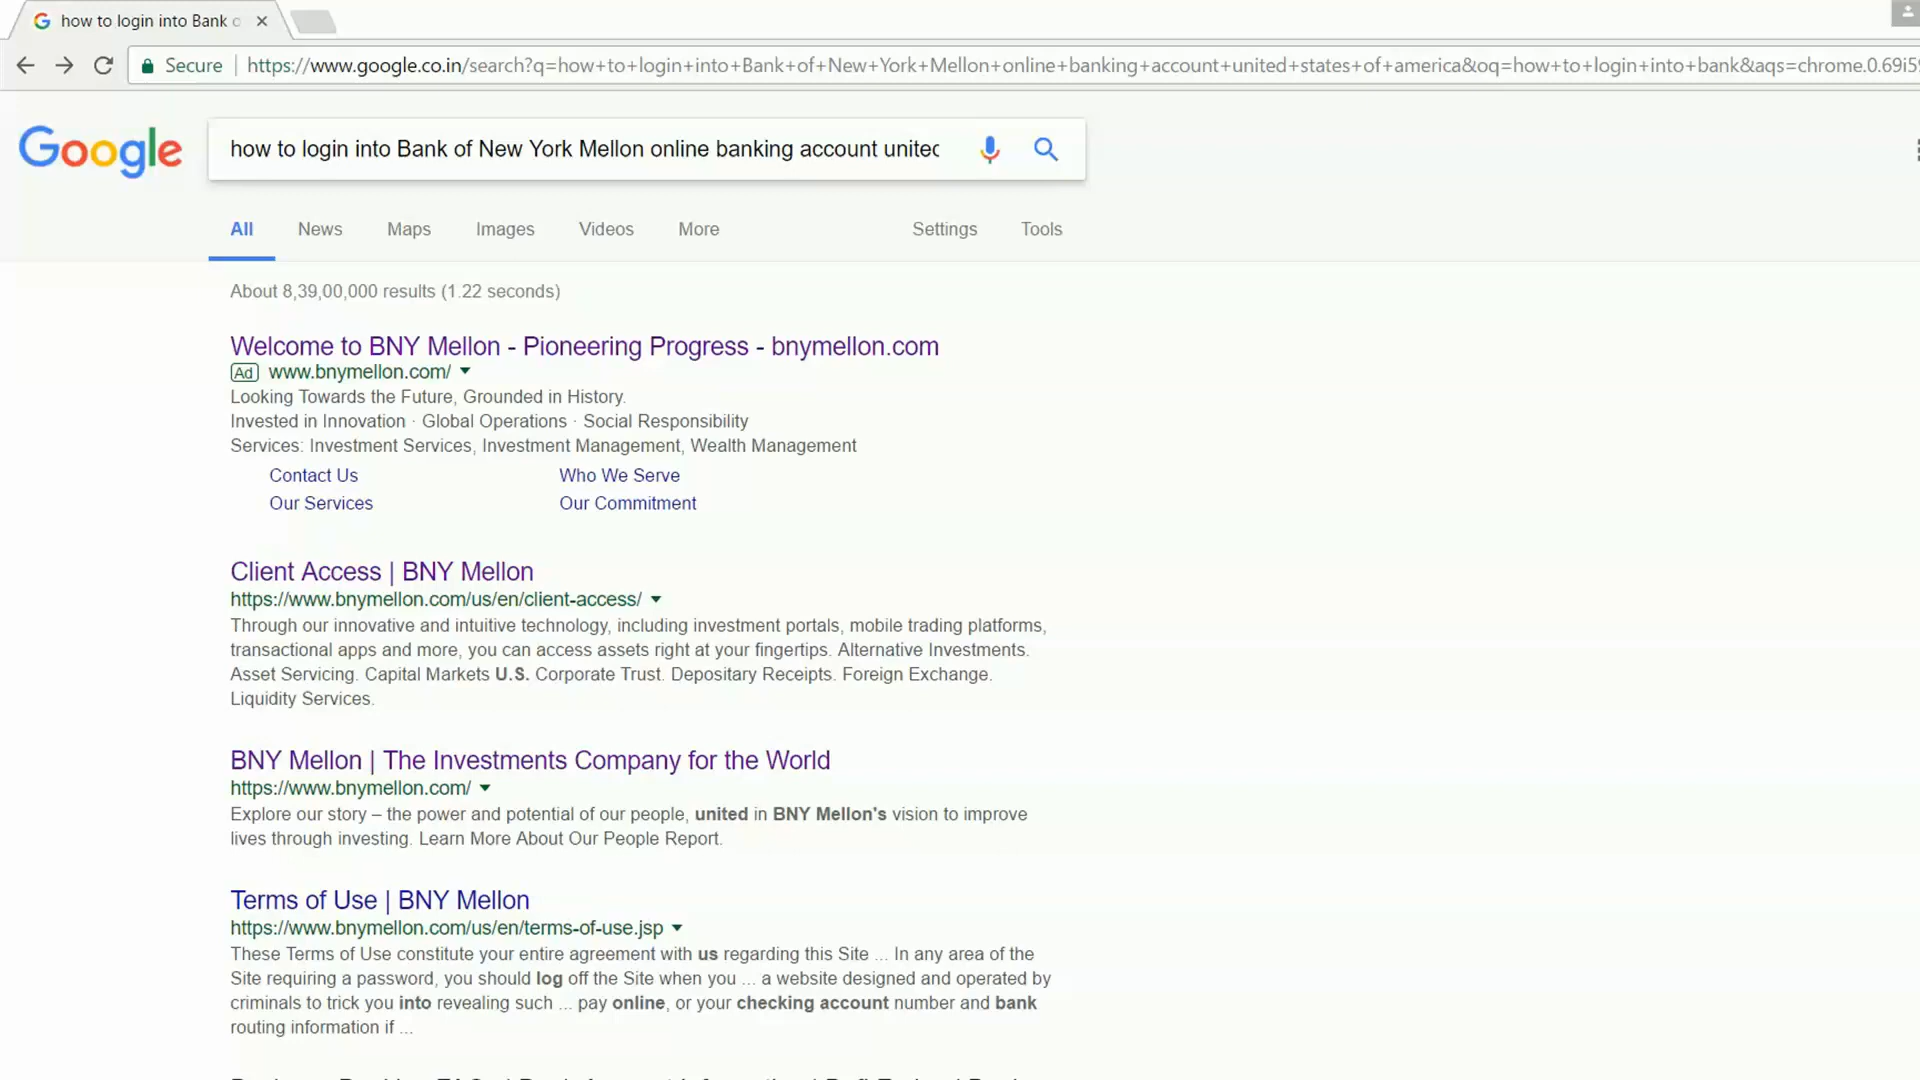 how to login into Bank o
Secure
https://www.google.co.in/search?q=how+to+login+into+Bank+of+New+York+Mellon+online+banking+account+united+states+of+america&oq=how+to+login+into+bank&aqs=chrome.0.69i59
Google
how to login into Bank of New York Mellon online banking account united
All News Maps Images Videos More Settings Tools
About 8,39,00,000 results (1.22 seconds)
Welcome to BNY Mellon - Pioneering Progress - bnymellon.com
Ad www.bnymellon.com/
Looking Towards the Future, Grounded in History.
Invested in Innovation · Global Operations · Social Responsibility
Services: Investment Services, Investment Management, Wealth Management
Contact Us Who We Serve
Our Services Our Commitment
Client Access | BNY Mellon
https://www.bnymellon.com/us/en/client-access/
Through our innovative and intuitive technology, including investment portals, mobile trading platforms,
transactional apps and more, you can access assets right at your fingertips. Alternative Investments.
Asset Servicing. Capital Markets U.S. Corporate Trust. Depositary Receipts. Foreign Exchange.
Liquidity Services.
BNY Mellon | The Investments Company for the World
https://www.bnymellon.com/
Explore our story – the power and potential of our people, united in BNY Mellon's vision to improve
lives through investing. Learn More About Our People Report.
Terms of Use | BNY Mellon
https://www.bnymellon.com/us/en/terms-of-use.jsp
These Terms of Use constitute your entire agreement with us regarding this Site ... In any area of the
Site requiring a password, you should log off the Site when you ... a website designed and operated by
criminals to trick you into revealing such ... pay online, or your checking account number and bank
routing information if ...